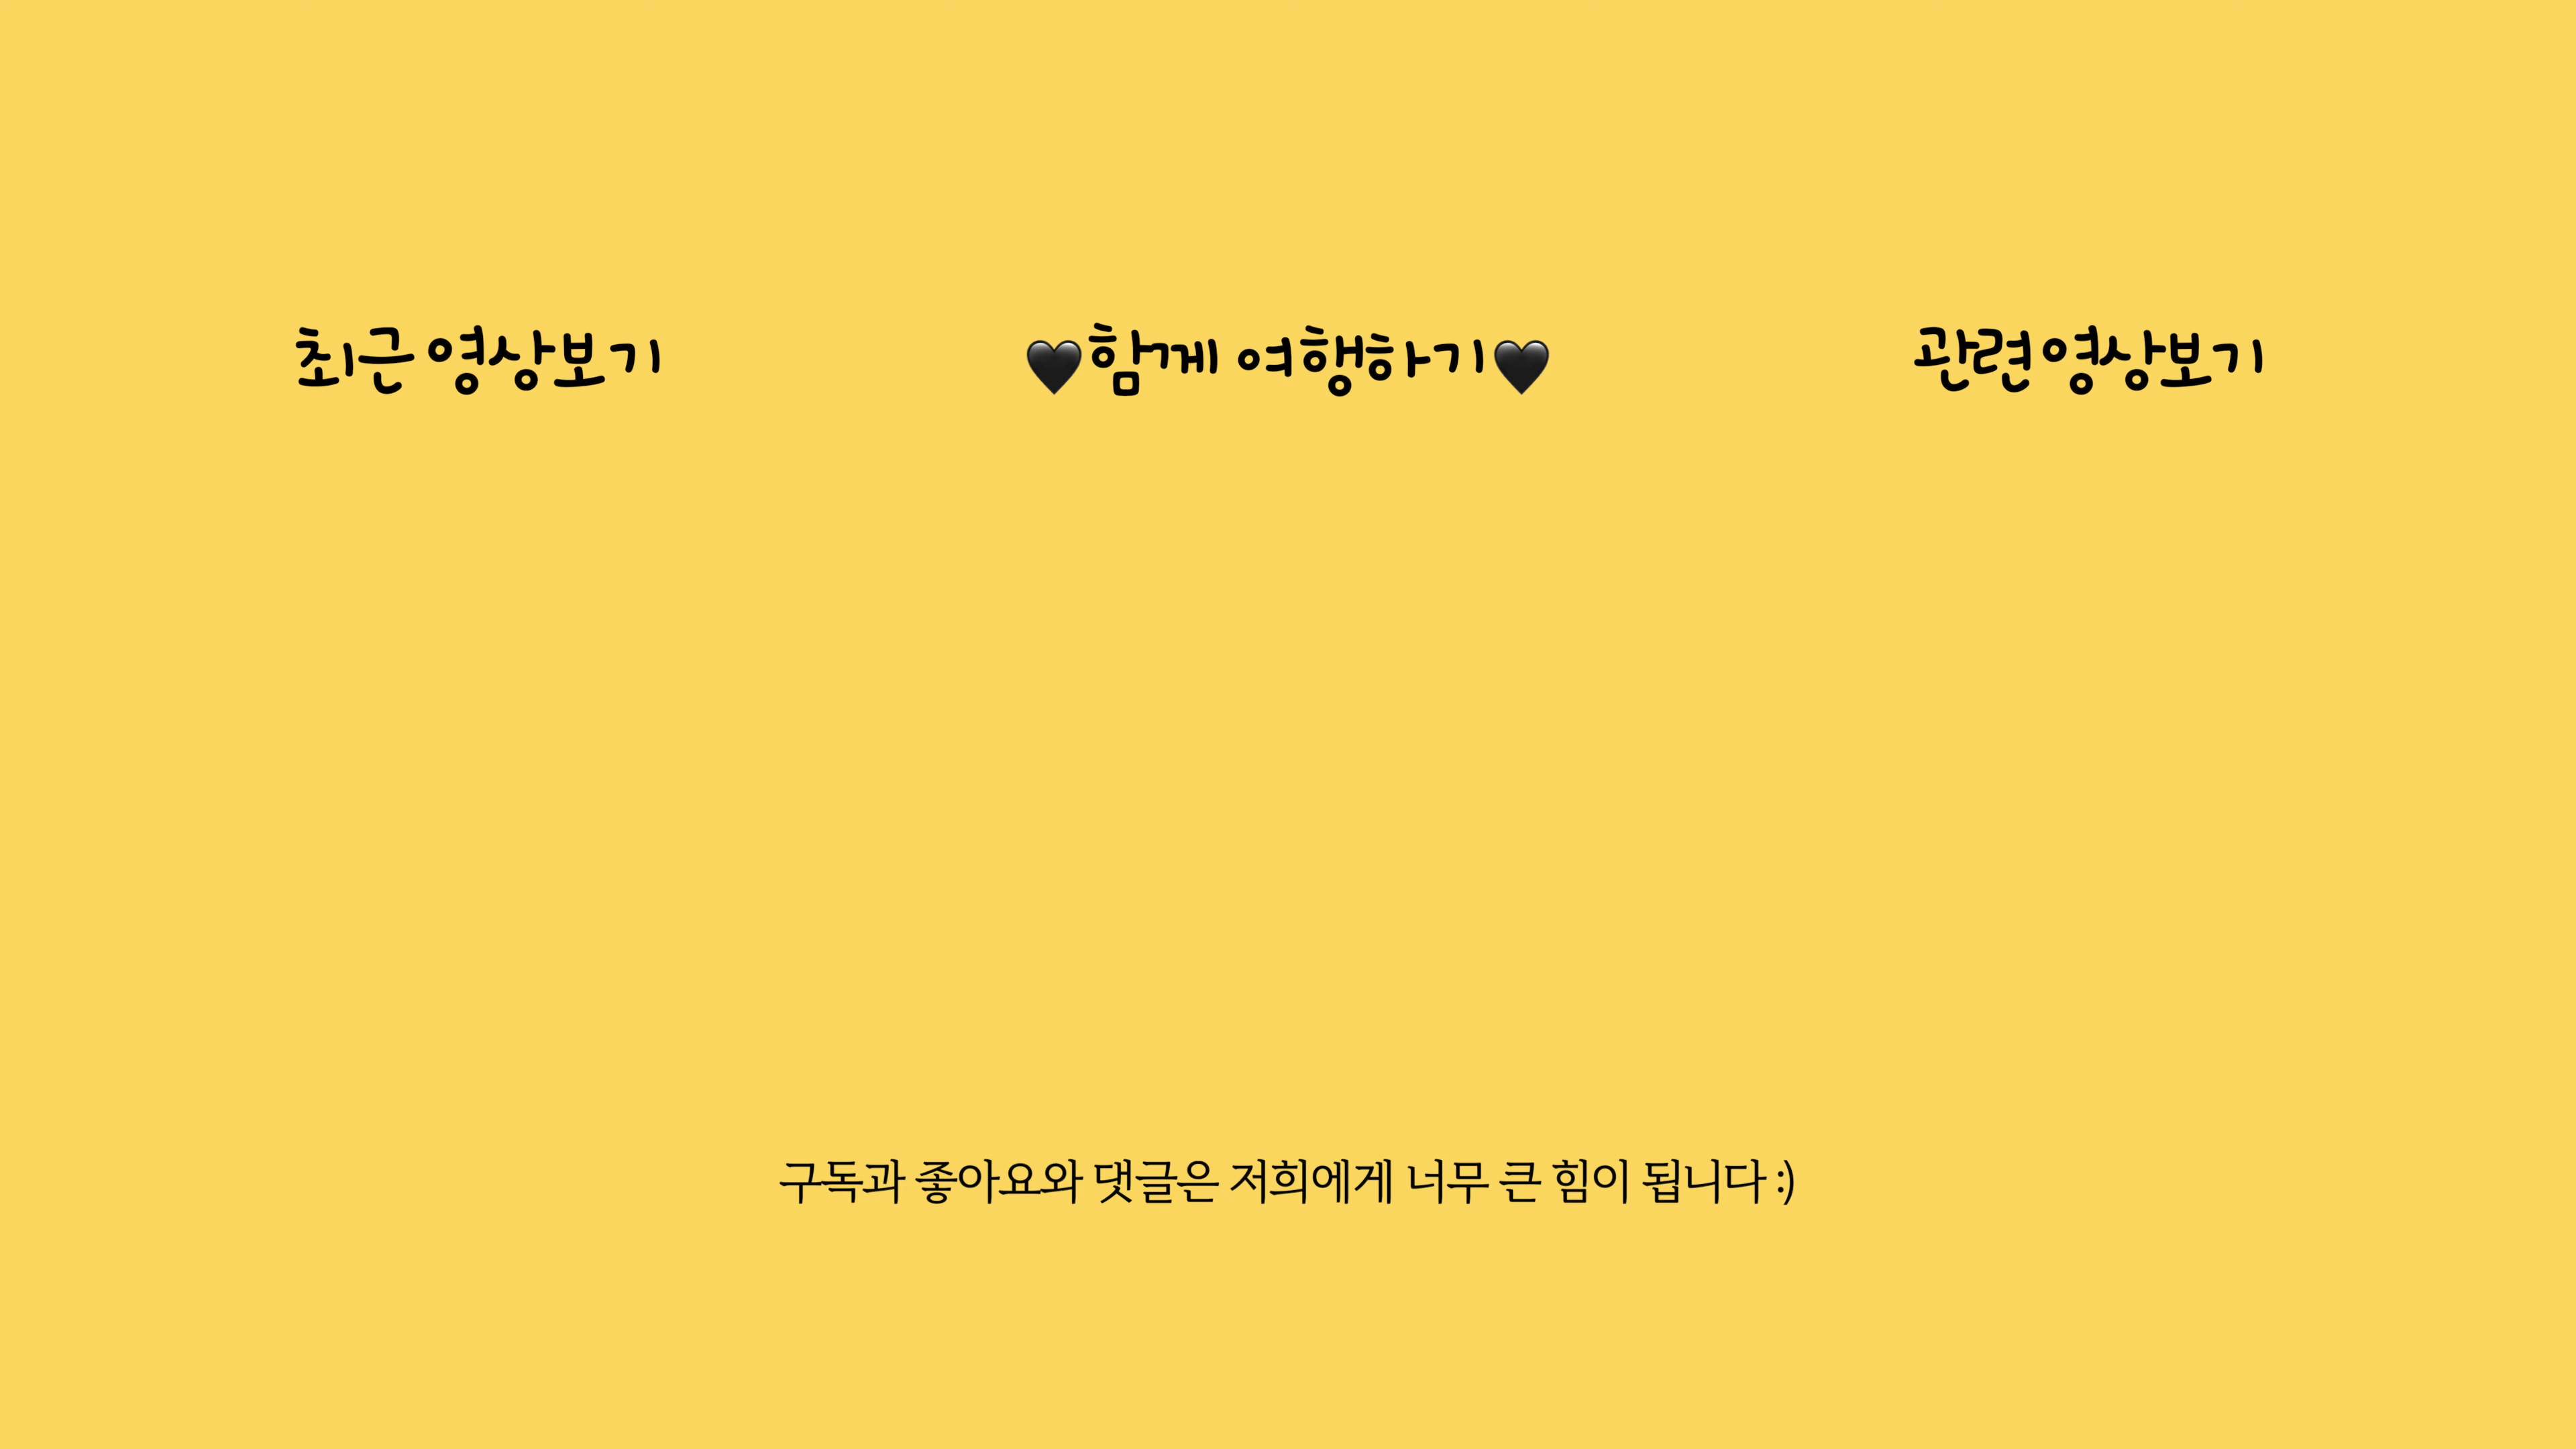 최근 영상보기
🖤함께 여행하기🖤
관련영상보기
구독과 좋아요와 댓글은 저희에게 너무 큰 힘이 됩니다 :)